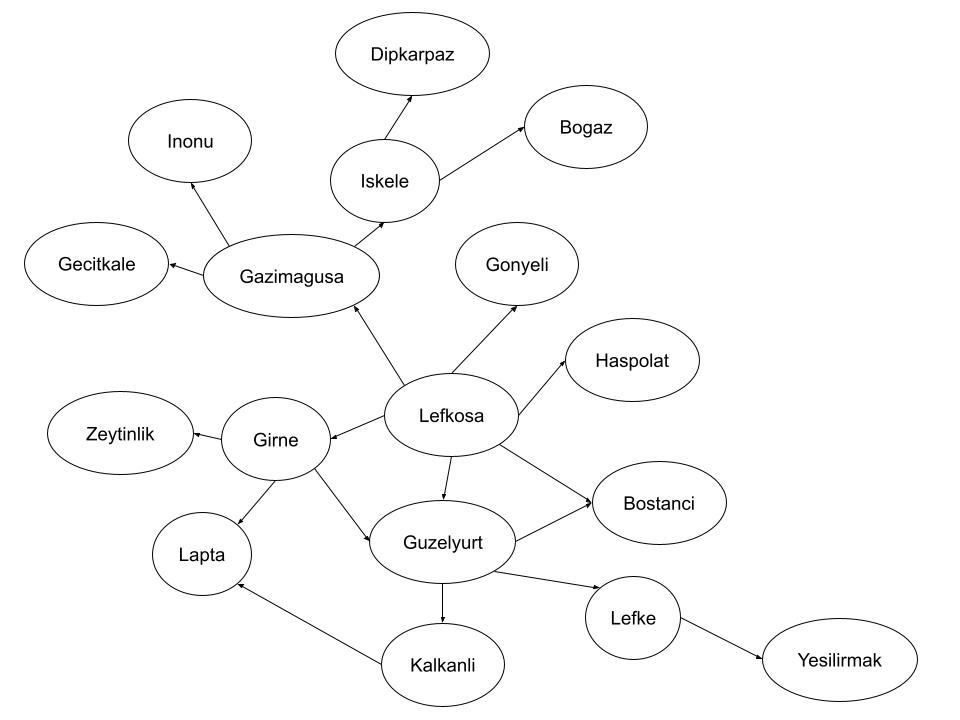 Dipkarpaz
Bogaz
Inonu
Iskele
Gecitkale
Gazimagusa
Gonyeli
Haspolat
Lefkosa
Zeytinlik
Girne
Bostanci
Guzelyurt
Lapta
Lefke
Kalkanli
Yesilirmak